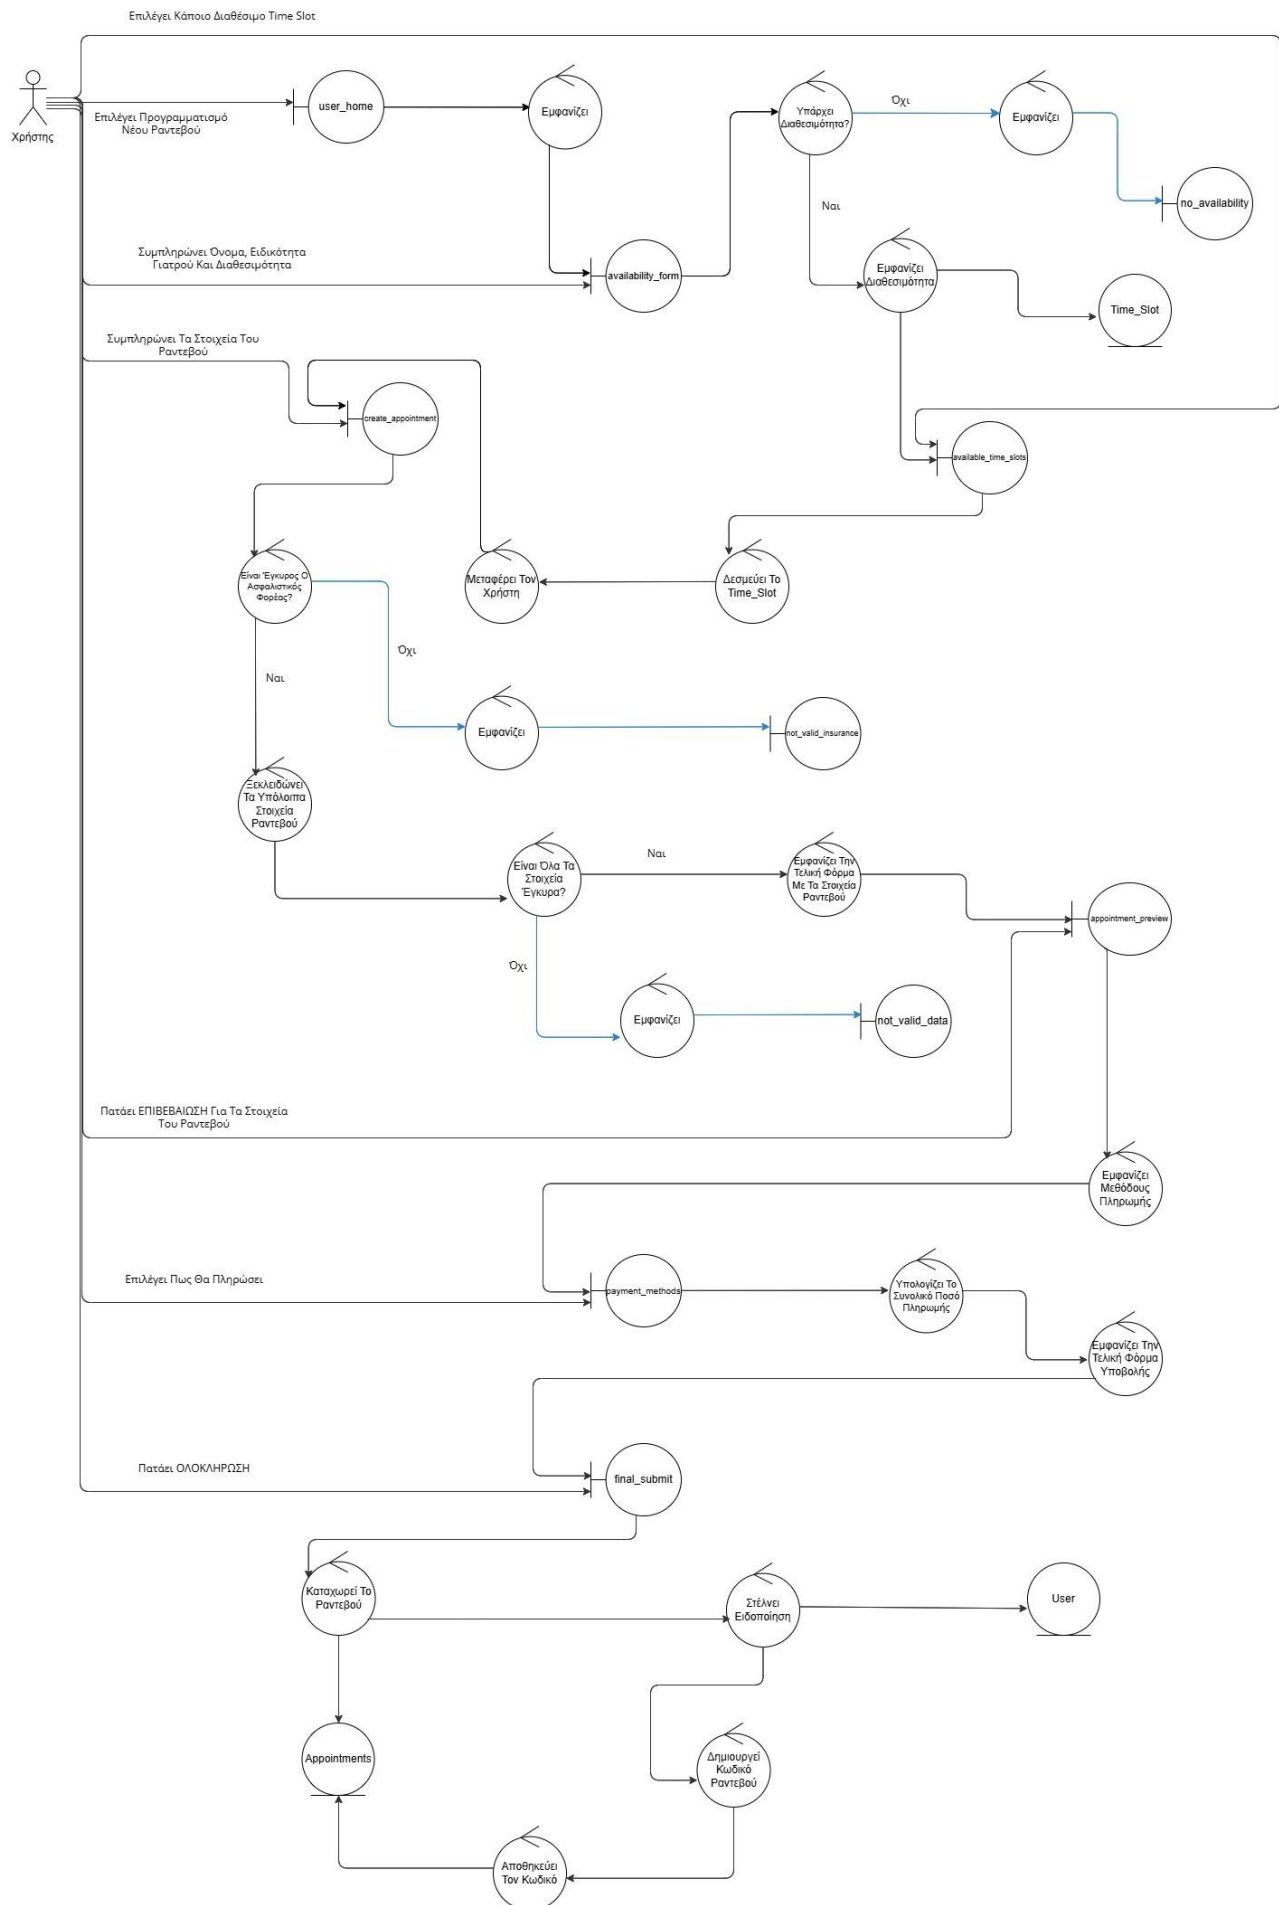 Επιλέγει Κάποιο Διαθέσιμο Time Slot
Χρήστης
Επιλέγει Προγραμματισμό
Νέου Ραντεβού
user_home
Εμφανίζει
Υπάρχει
Διαθεσιμότητα?
Όχι
Εμφανίζει
no_availability
Ναι
Συμπληρώνει Όνομα, Ειδικότητα
Γιατρού Και Διαθεσιμότητα
availability_form
Εμφανίζει
Διαθεσιμότητα
Time_Slot
Συμπληρώνει Τα Στοιχεία Του
Ραντεβού
create_appointment
available_time_slots
Είναι Έγκυρος Ο
Ασφαλιστικός
Φορέας?
Μεταφέρει Τον
Χρήστη
Δεσμεύει Το
Time_Slot
Όχι
Ναι
Εμφανίζει
not_valid_insurance
Ξεκλειδώνει
Τα Υπόλοιπα
Στοιχεία
Ραντεβού
Είναι Όλα Τα
Στοιχεία
Έγκυρα?
Ναι
Εμφανίζει Την
Τελική Φόρμα
Με Τα Στοιχεία
Ραντεβού
appointment_preview
Όχι
Εμφανίζει
not_valid_data
Πατάει ΕΠΙΒΕΒΑΙΩΣΗ Για Τα Στοιχεία
Του Ραντεβού
Εμφανίζει
Μεθόδους
Πληρωμής
Επιλέγει Πως Θα Πληρώσει
payment_methods
Υπολογίζει Το
Συνολικό Ποσό
Πληρωμής
Εμφανίζει Την
Τελική Φόρμα
Υποβολής
Πατάει ΟΛΟΚΛΗΡΩΣΗ
final_submit
Καταχωρεί Το
Ραντεβού
Στέλνει
Ειδοποίηση
User
Appointments
Δημιουργεί
Κωδικό
Ραντεβού
Αποθηκεύει
Τον Κωδικό